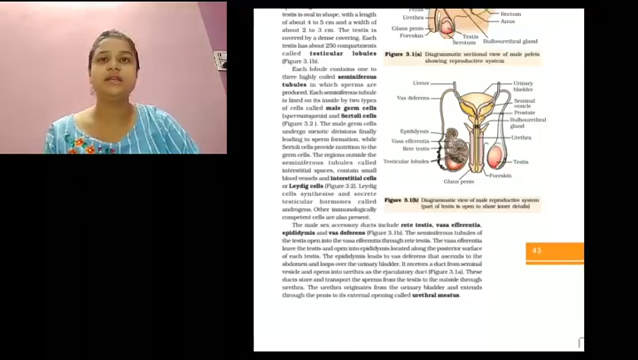 testis is oval in shape, with a length
of about 4 to 5 cm and a width of
about 2 to 3 cm. The testis is
covered by a dense covering. Each
testis has about 250 compartments
called testicular lobules
(Figure 3.1b).
Each lobule contains one to
three highly coiled seminiferous
tubules in which sperms are
produced. Each seminiferous tubule
is lined on its inside by two types
of cells called male germ cells
(spermatogonia) and Sertoli cells
(Figure 3.2 ). The male germ cells
undergo meiotic divisions finally
leading to sperm formation, while
Sertoli cells provide nutrition to the
germ cells. The regions outside the
seminiferous tubules called
interstitial spaces, contain small
blood vessels and interstitial cells
or Leydig cells (Figure 3.2). Leydig
cells synthesise and secrete
testicular hormones called
androgens. Other immunologically
competent cells are also present.
Urethra
Glans penis
Foreskin
Testis
Scrotum
Rectum
Anus
Bulbourethral gland
Figure 3.1(a) Diagrammatic sectional view of male pelvis
showing reproductive system
Ureter
Vas deferens
Epididymis
Vasa efferentia
Rete testis
Testicular lobules
Glans penis
Urinary
bladder
Seminal
vesicle
Prostate
Bulbourethral
gland
Urethra
Testis
Foreskin
Figure 3.1(b) Diagrammatic view of male reproductive system
(part of testis is open to show inner details)
The male sex accessory ducts include rete testis, vasa efferentia,
epididymis and vas deferens (Figure 3.1b). The seminiferous tubules of
the testis open into the vasa efferentia through rete testis. The vasa efferentia
leave the testis and open into epididymis located along the posterior surface
of each testis. The epididymis leads to vas deferens that ascends to the
abdomen and loops over the urinary bladder. It receives a duct from seminal
vesicle and opens into urethra as the ejaculatory duct (Figure 3.1a). These
ducts store and transport the sperms from the testis to the outside through
urethra. The urethra originates from the urinary bladder and extends
through the penis to its external opening called urethral meatus.
43